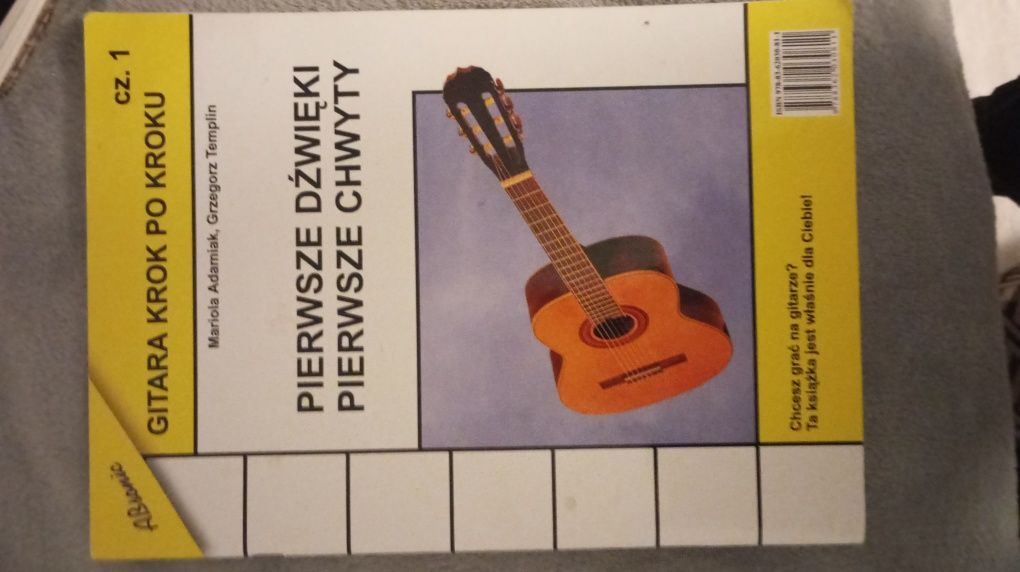 GITARA KROK PO KROKU
cz. 1
Mariola Adamiak, Grzegorz Templin
PIERWSZE DŹWIĘKI
PIERWSZE CHWYTY
Chcesz grać na gitarze?
Ta książka jest właśnie dla Ciebie!